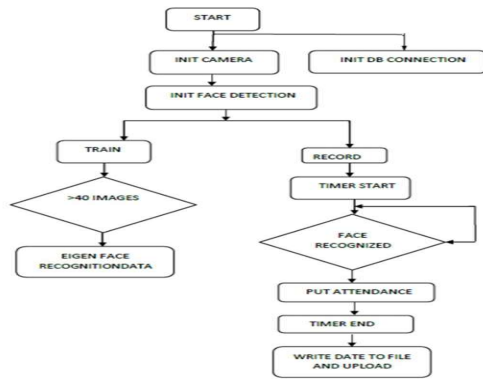 START
INIT CAMERA
INIT DB CONNECTION
INIT FACE DETECTION
TRAIN
>40 IMAGES
EIGEN FACE
RECOGNITIONDATA
RECORD
TIMER START
FACE
RECOGNIZED
PUT ATTENDANCE
TIMER END
WRITE DATE TO FILE
AND UPLOAD